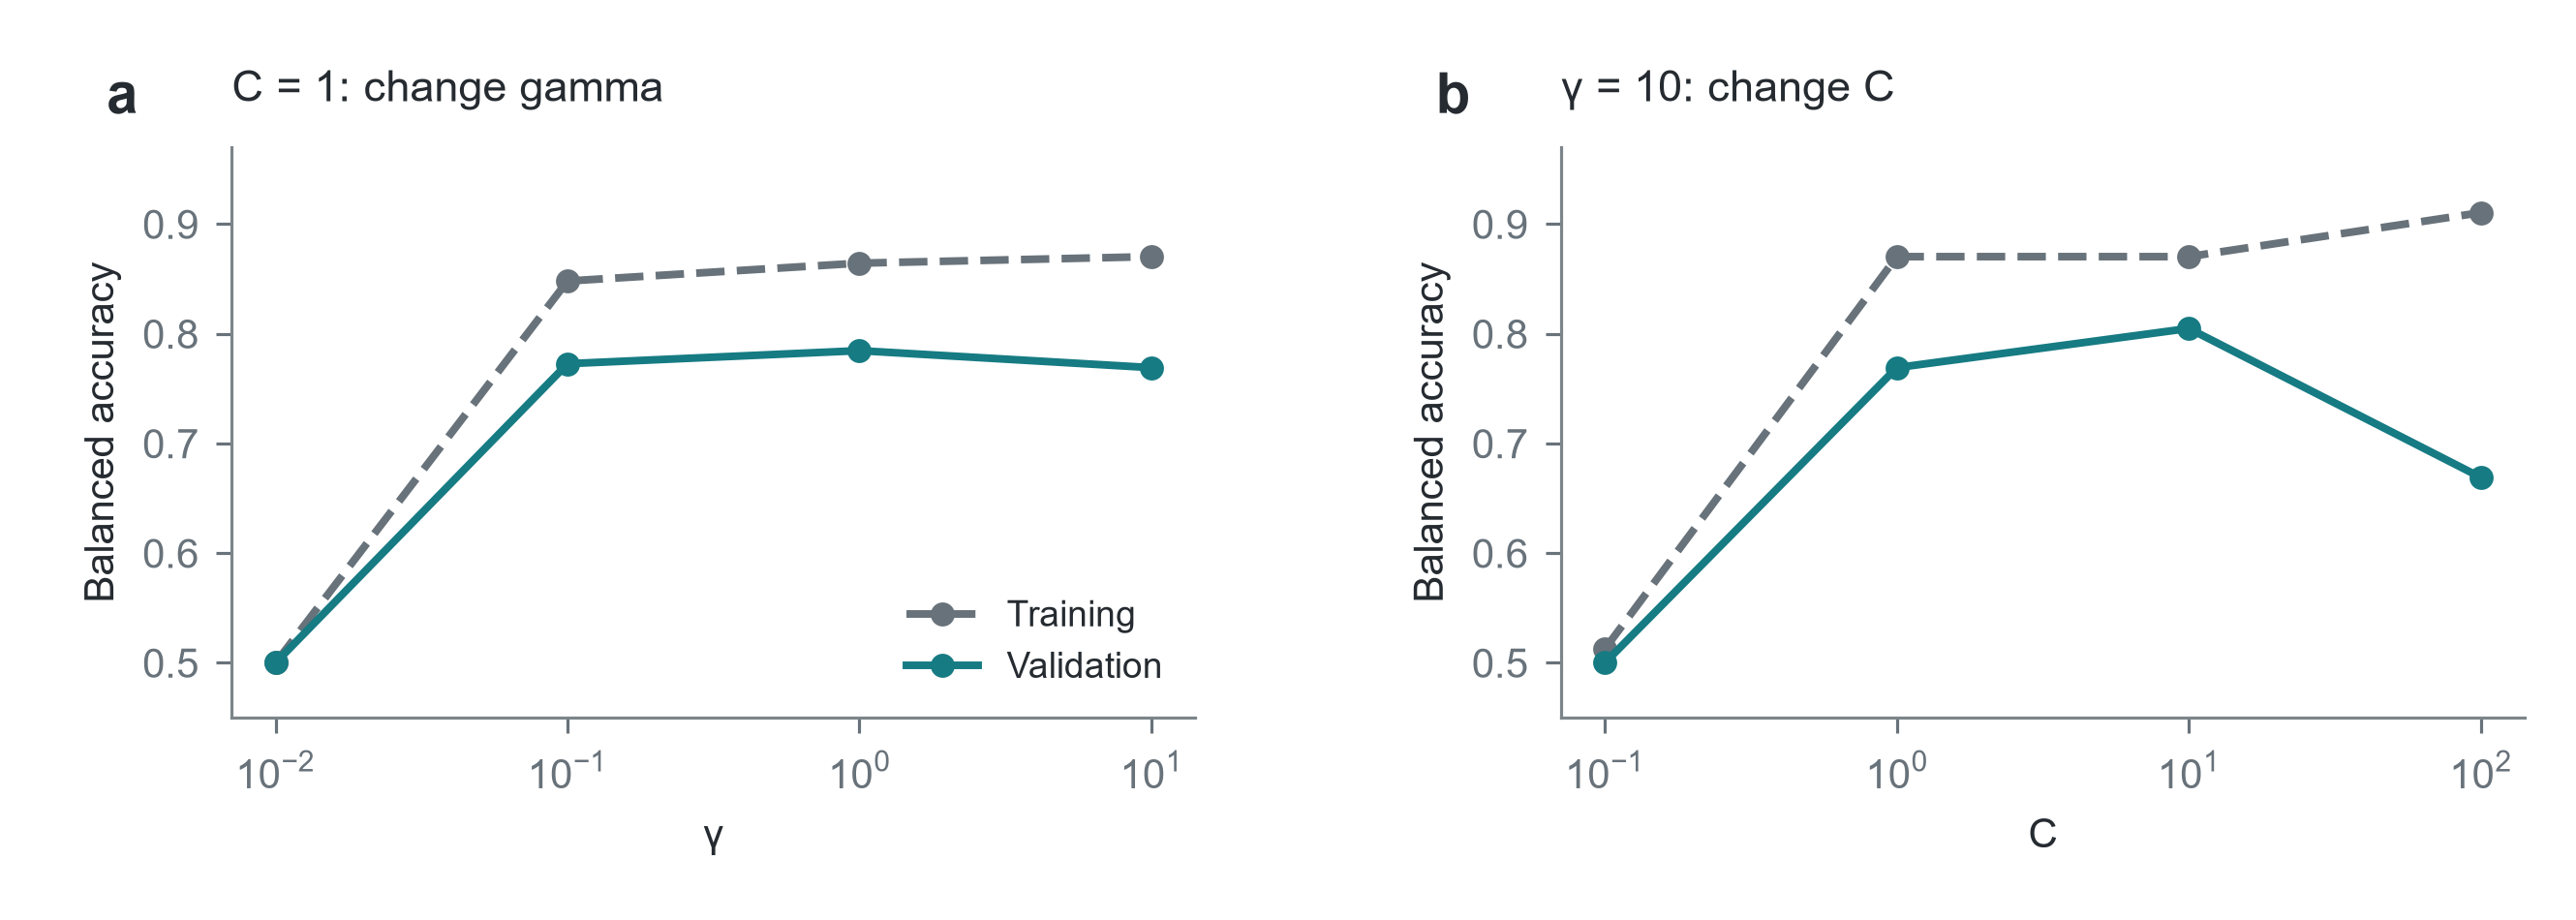 a
C = 1: change gamma
Balanced accuracy
0.9
0.8
0.7
0.6
0.5
Training
Validation
10⁻²
10⁻¹
10⁰
10¹
γ
b
γ = 10: change C
Balanced accuracy
0.9
0.8
0.7
0.6
0.5
10⁻¹
10⁰
10¹
10²
C